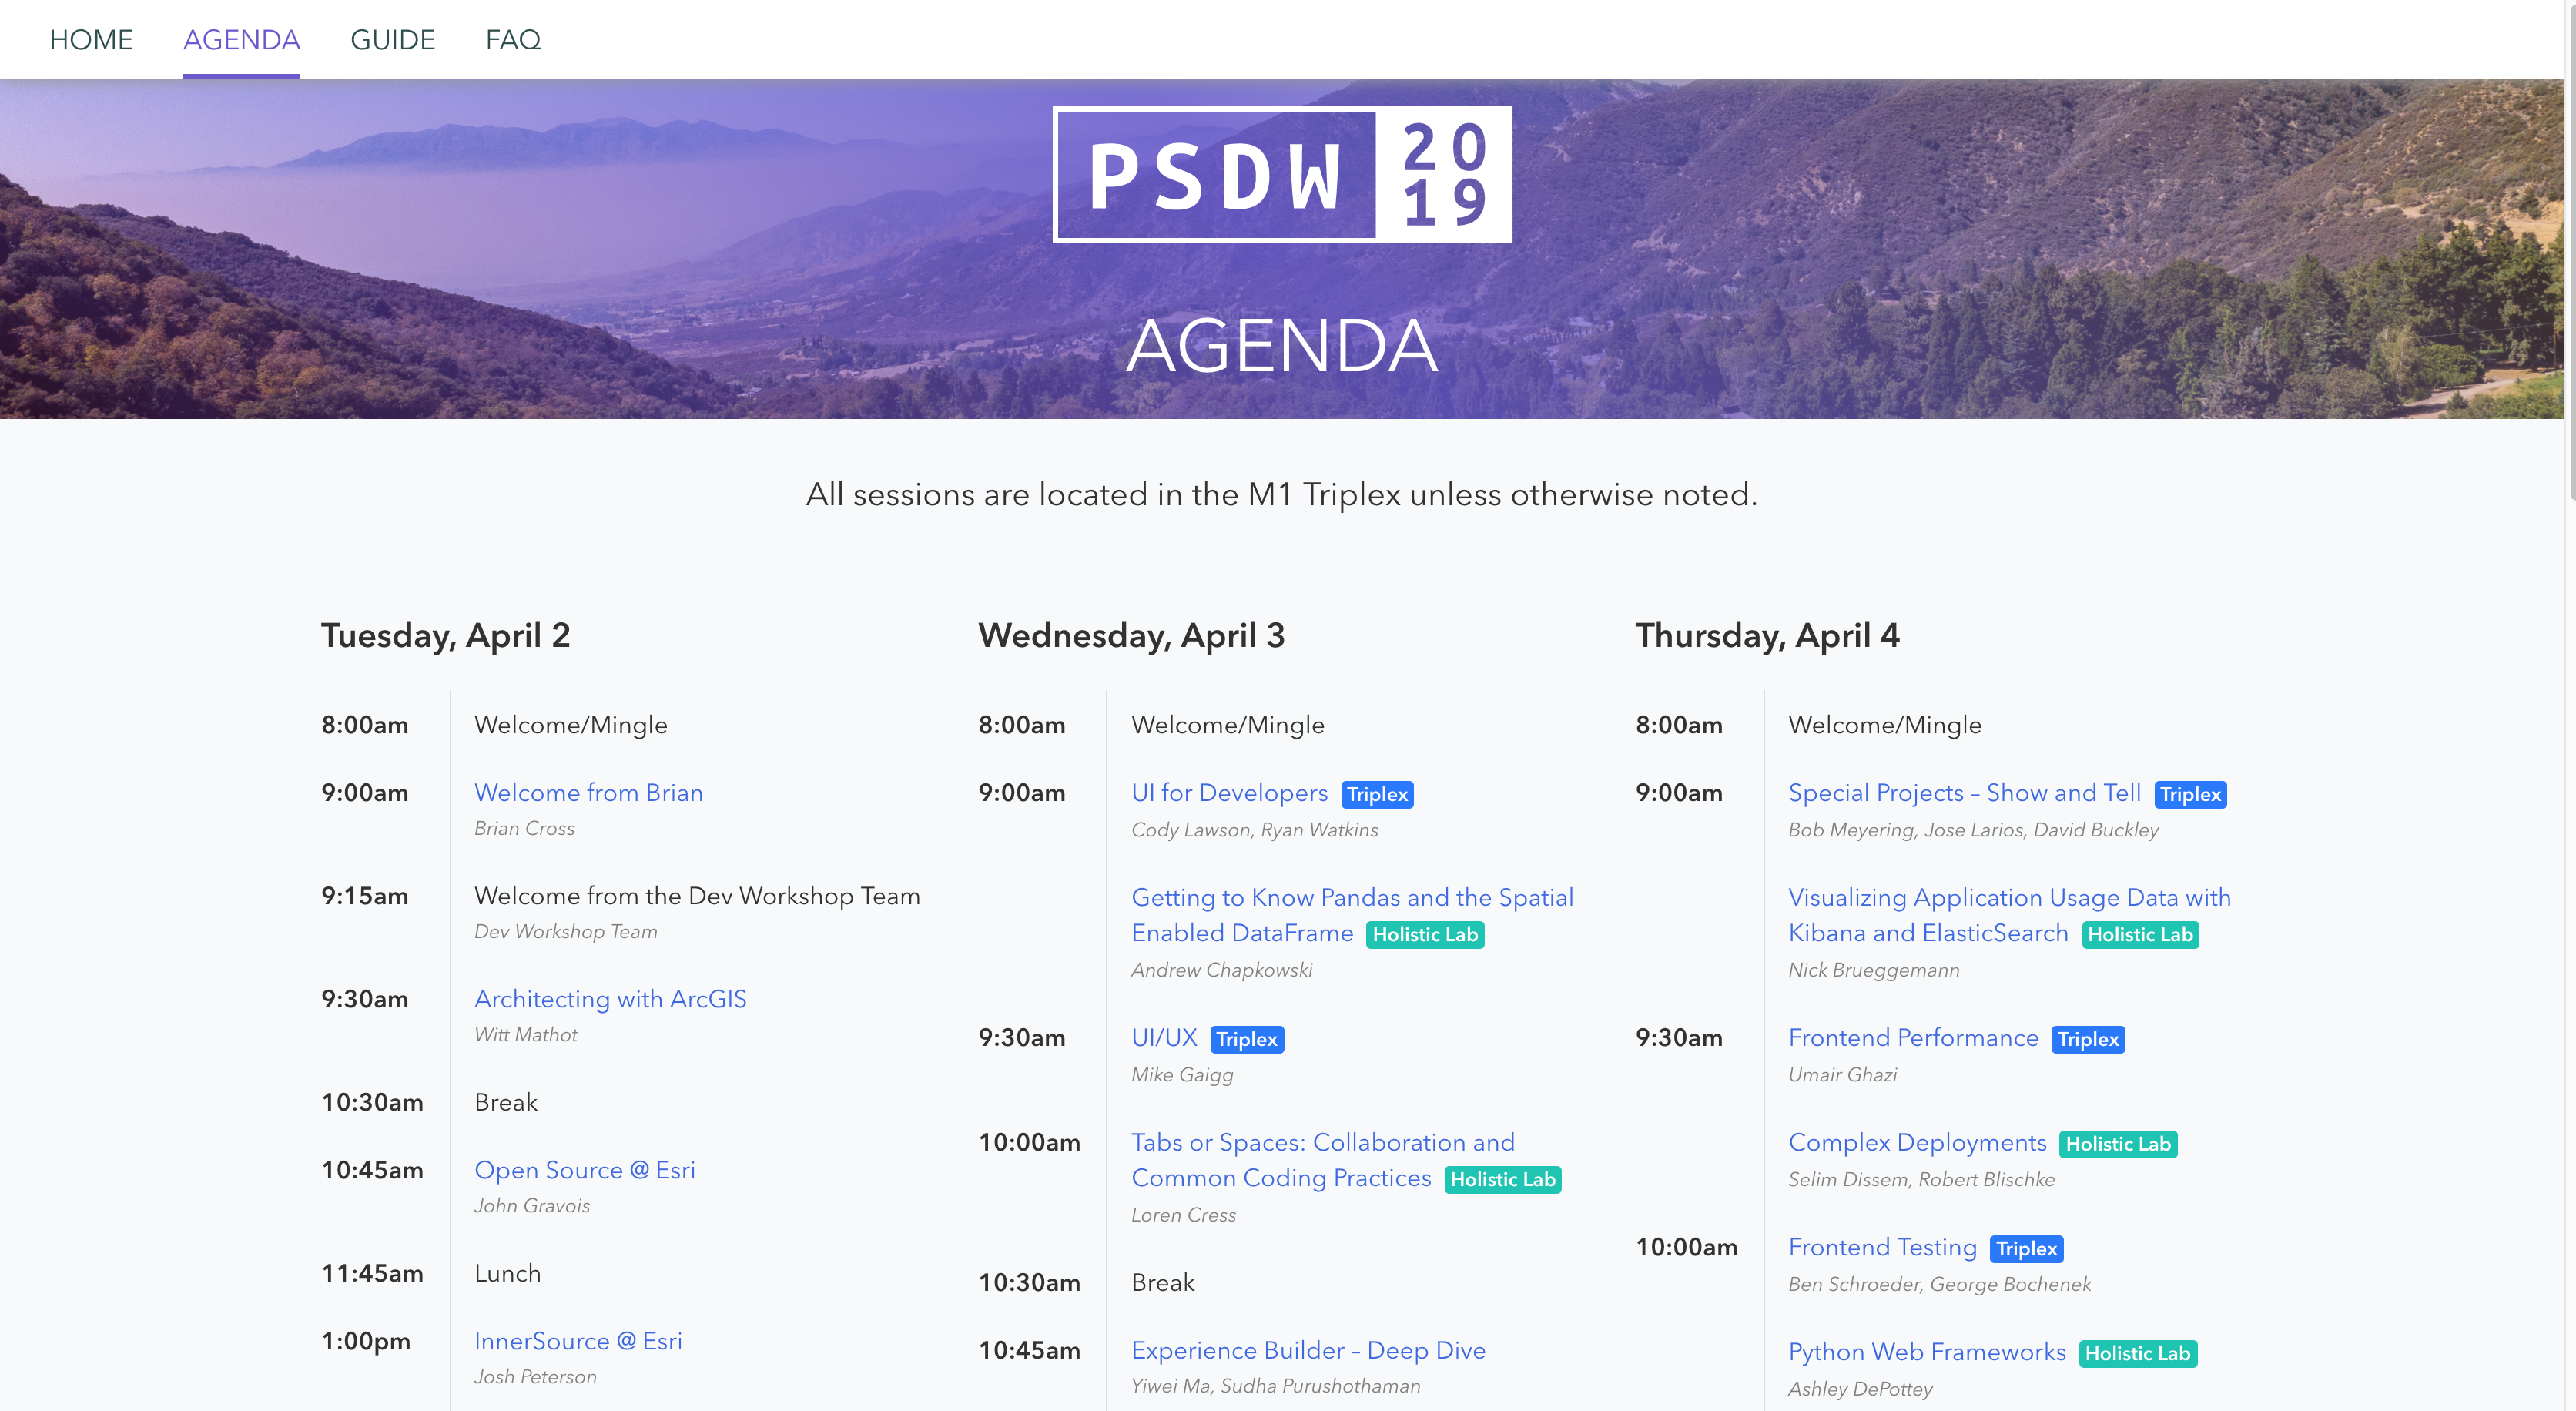 HOME AGENDA GUIDE FAQ
PSDW 20
19
AGENDA
All sessions are located in the M1 Triplex unless otherwise noted.
Tuesday, April 2
8:00am Welcome/Mingle
9:00am Welcome from Brian
Brian Cross
9:15am Welcome from the Dev Workshop Team
Dev Workshop Team
9:30am Architecting with ArcGIS
Witt Mathot
10:30am Break
10:45am Open Source @ Esri
John Gravois
11:45am Lunch
1:00pm InnerSource @ Esri
Josh Peterson
Wednesday, April 3
8:00am Welcome/Mingle
9:00am UI for Developers Triplex
Cody Lawson, Ryan Watkins
Getting to Know Pandas and the Spatial
Enabled DataFrame Holistic Lab
Andrew Chapkowski
9:30am UI/UX Triplex
Mike Gaigg
10:00am Tabs or Spaces: Collaboration and
Common Coding Practices Holistic Lab
Loren Cress
10:30am Break
10:45am Experience Builder – Deep Dive
Yiwei Ma, Sudha Purushothaman
Thursday, April 4
8:00am Welcome/Mingle
9:00am Special Projects – Show and Tell Triplex
Bob Meyering, Jose Larios, David Buckley
Visualizing Application Usage Data with
Kibana and ElasticSearch Holistic Lab
Nick Brueggemann
9:30am Frontend Performance Triplex
Umair Ghazi
Complex Deployments Holistic Lab
Selim Dissem, Robert Blischke
10:00am Frontend Testing Triplex
Ben Schroeder, George Bochenek
Python Web Frameworks Holistic Lab
Ashley DePottey